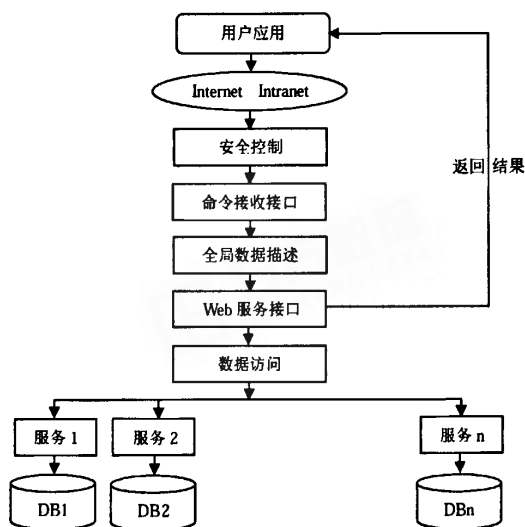 用户应用
Internet Intranet
安全控制
返回 结果
命令接收接口
全局数据描述
Web 服务接口
数据访问
服务 1
服务 2
服务 n
DB1
DB2
DBn